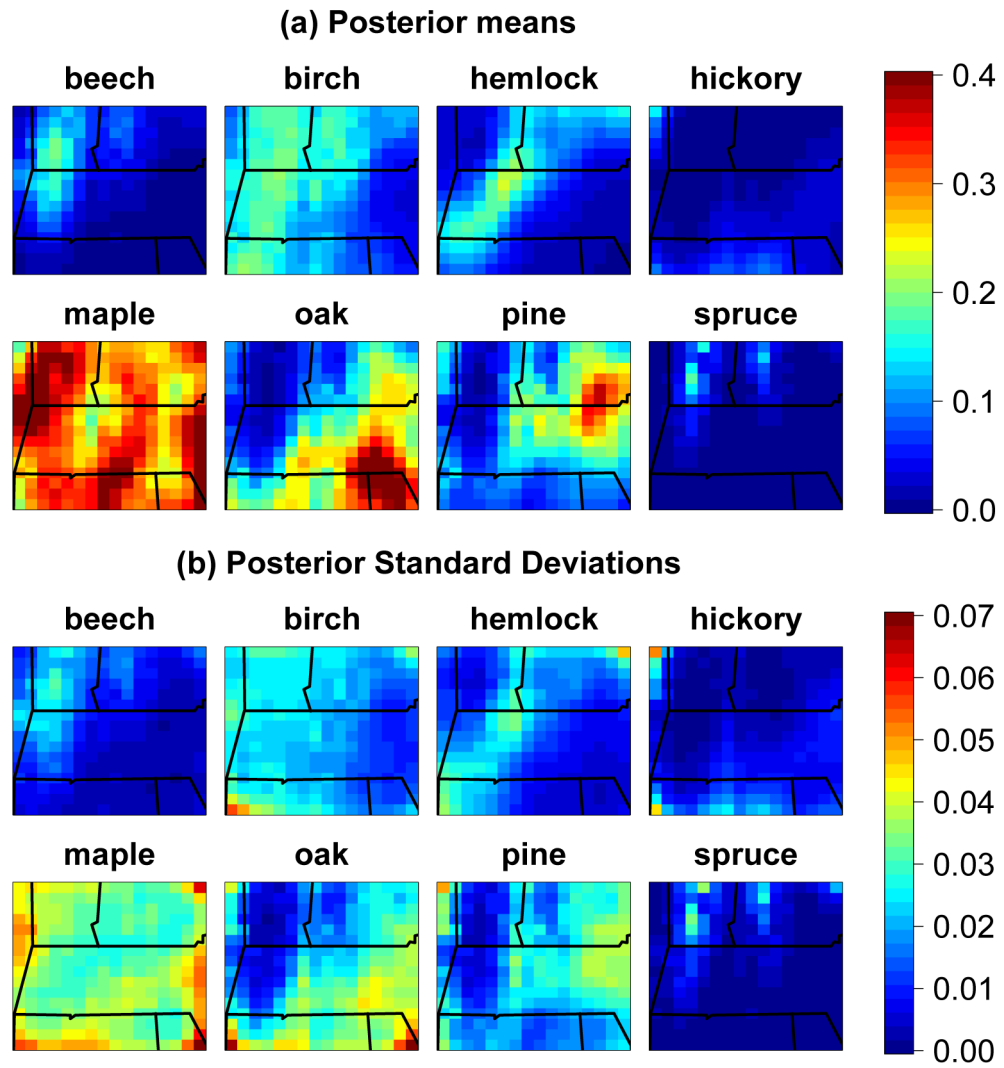 (a) Posterior means
beech birch hemlock hickory
0.4
0.3
0.2
maple oak pine spruce
0.1
0.0
(b) Posterior Standard Deviations
beech birch hemlock hickory
0.07
0.06
0.05
0.04
maple oak pine spruce
0.03
0.02
0.01
0.00